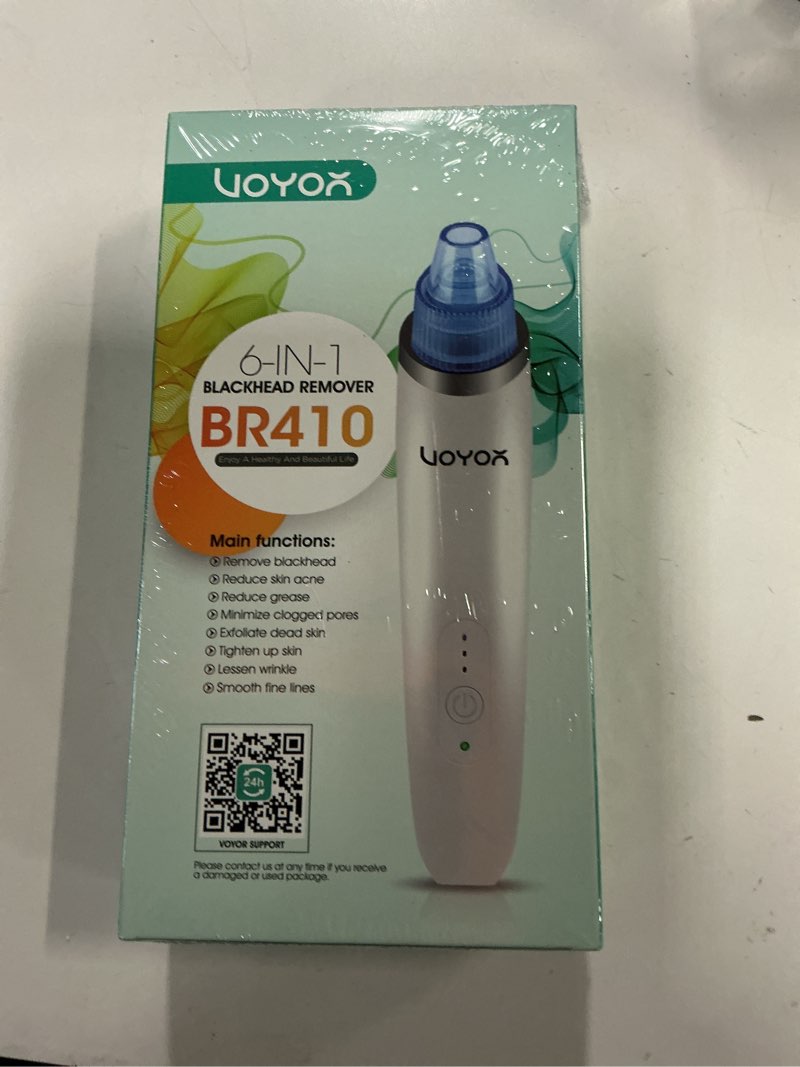 VOYOR
6-IN-1
BLACKHEAD REMOVER
BR410
Enjoy A Healthy And Beautiful Life
VOYOR
Main functions:
Remove blackhead
Reduce skin acne
Reduce grease
Minimize clogged pores
Exfoliate dead skin
Tighten up skin
Lessen wrinkle
Smooth fine lines
24h
VOYOR SUPPORT
Please contact us at any time if you receive
a damaged or used package.